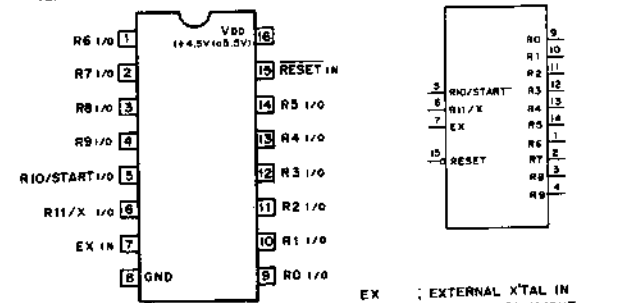 R6 I/O 1
VDD
(+4.5V to 5.5V) 16
R7 I/O 2
15 RESET IN
R8 I/O 3
14 R5 I/O
R9 I/O 4
13 R4 I/O
R10/START I/O 5
12 R3 I/O
R11/X I/O 6
11 R2 I/O
EX IN 7
10 R1 I/O
8 GND
9 R0 I/O
R0 9
R1 10
R2 11
5 R10/START
R3 12
6 R11/X
R4 13
7 EX
R5 14
R6 1
15 RESET
R7 2
R8 3
R9 4
EX ; EXTERNAL X'TAL IN